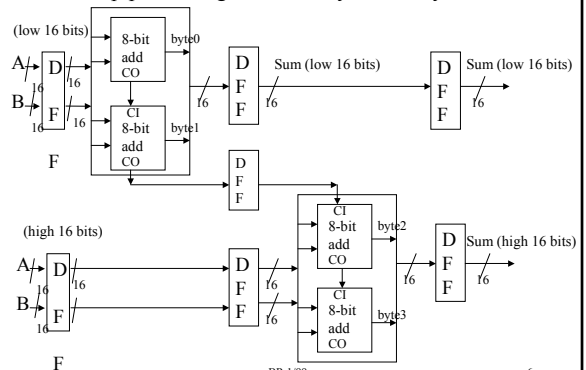 (low 16 bits)
A
16
B
16
D
F
F
16
16
8-bit
add
CO
byte0
CI
8-bit
add
CO
byte1
16
D
F
F
Sum (low 16 bits)
16
D
F
F
Sum (low 16 bits)
16
D
F
F
(high 16 bits)
A
16
B
16
D
F
F
16
16
D
F
F
16
16
CI
8-bit
add
CO
byte2
CI
8-bit
add
CO
byte3
16
D
F
F
Sum (high 16 bits)
16